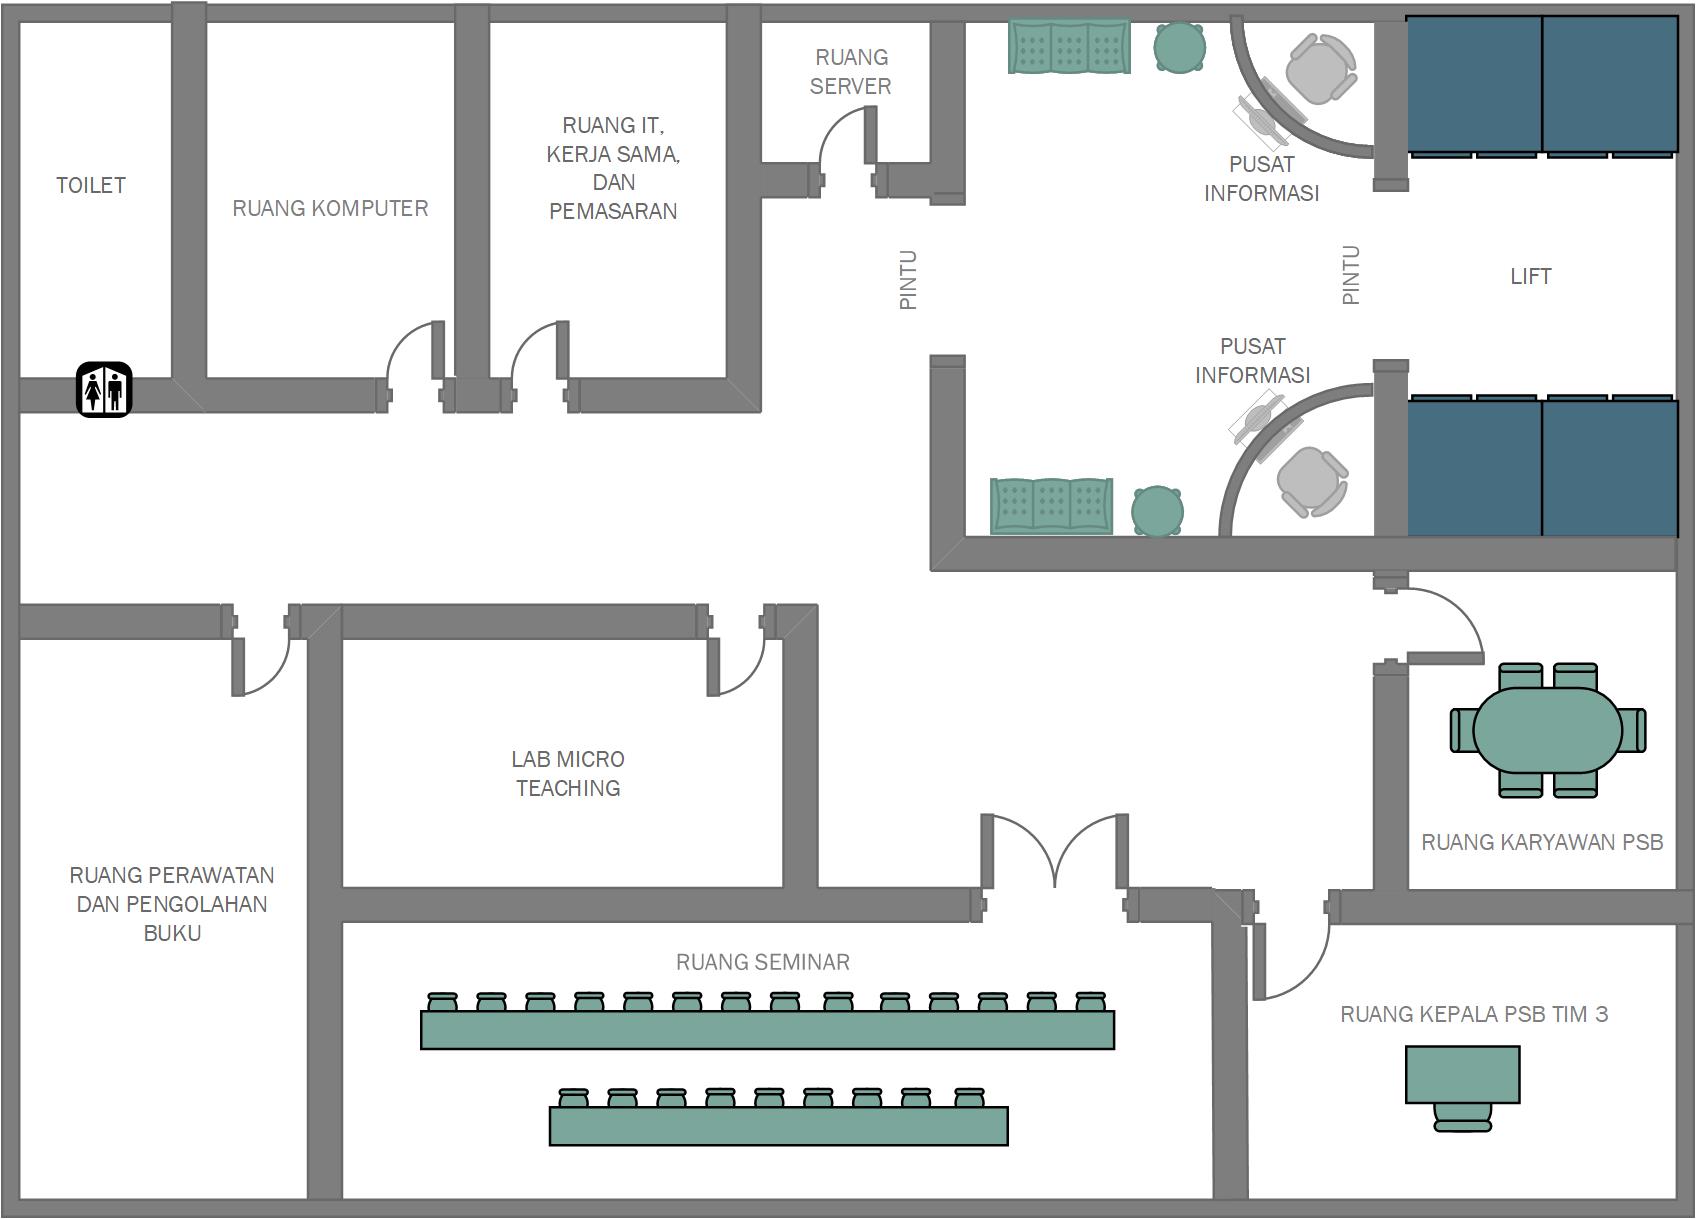 RUANG
SERVER
RUANG IT,
KERJA SAMA,
DAN
PEMASARAN
TOILET
RUANG KOMPUTER
PUSAT
INFORMASI
PINTU
PINTU
LIFT
PUSAT
INFORMASI
LAB MICRO
TEACHING
RUANG KARYAWAN PSB
RUANG PERAWATAN
DAN PENGOLAHAN
BUKU
RUANG SEMINAR
RUANG KEPALA PSB TIM 3